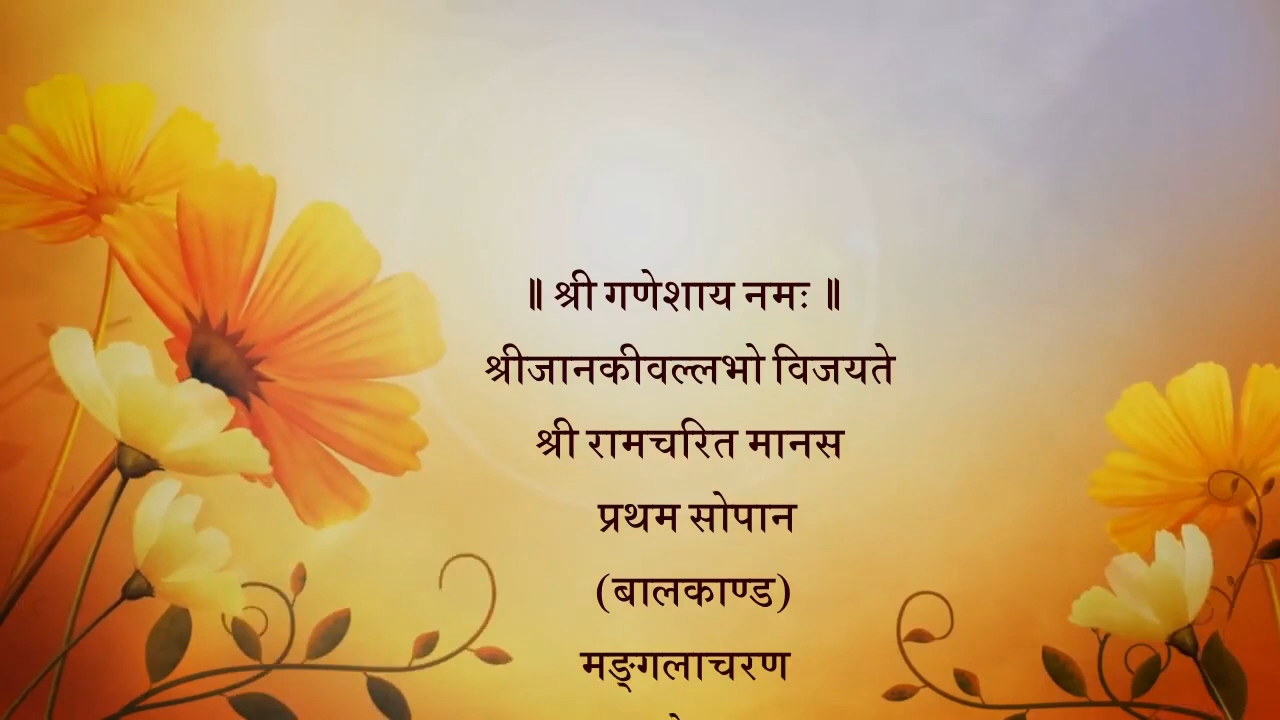 ॥ श्री गणेशाय नमः ॥
श्रीजानकीवल्लभो विजयते
श्री रामचरित मानस
प्रथम सोपान
(बालकाण्ड)
मङ्गलाचरण